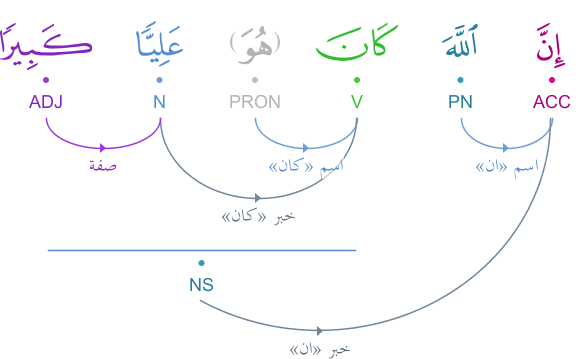 إِنَّ ٱللَّهَ كَانَ (هُوَ) عَلِيًّا كَبِيرًا
ACC PN V PRON N ADJ
اسم «ان» اسم «كان» صفة
خبر «كان»
NS
خبر «ان»